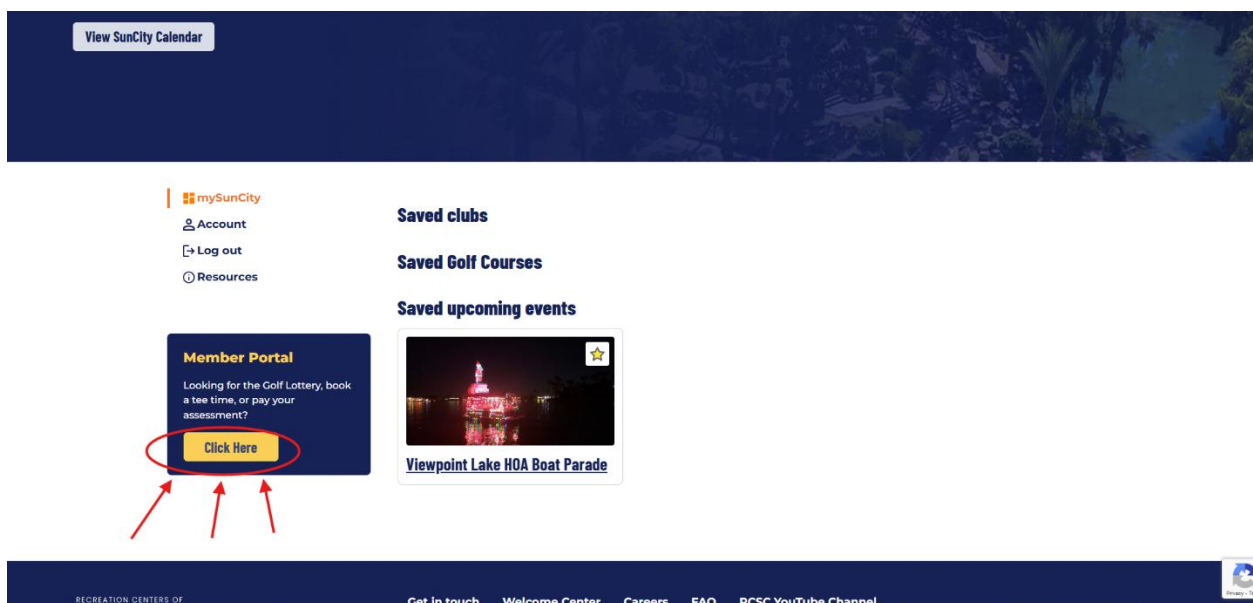 View SunCity Calendar
mySunCity
Account
Log out
Resources
Member Portal
Looking for the Golf Lottery, book
a tee time, or pay your
assessment?
Click Here
Saved clubs
Saved Golf Courses
Saved upcoming events
Viewpoint Lake HOA Boat Parade
RECREATION CENTERS OF
Get in touch Welcome Center Careers FAQ RCSC YouTube Channel
Privacy